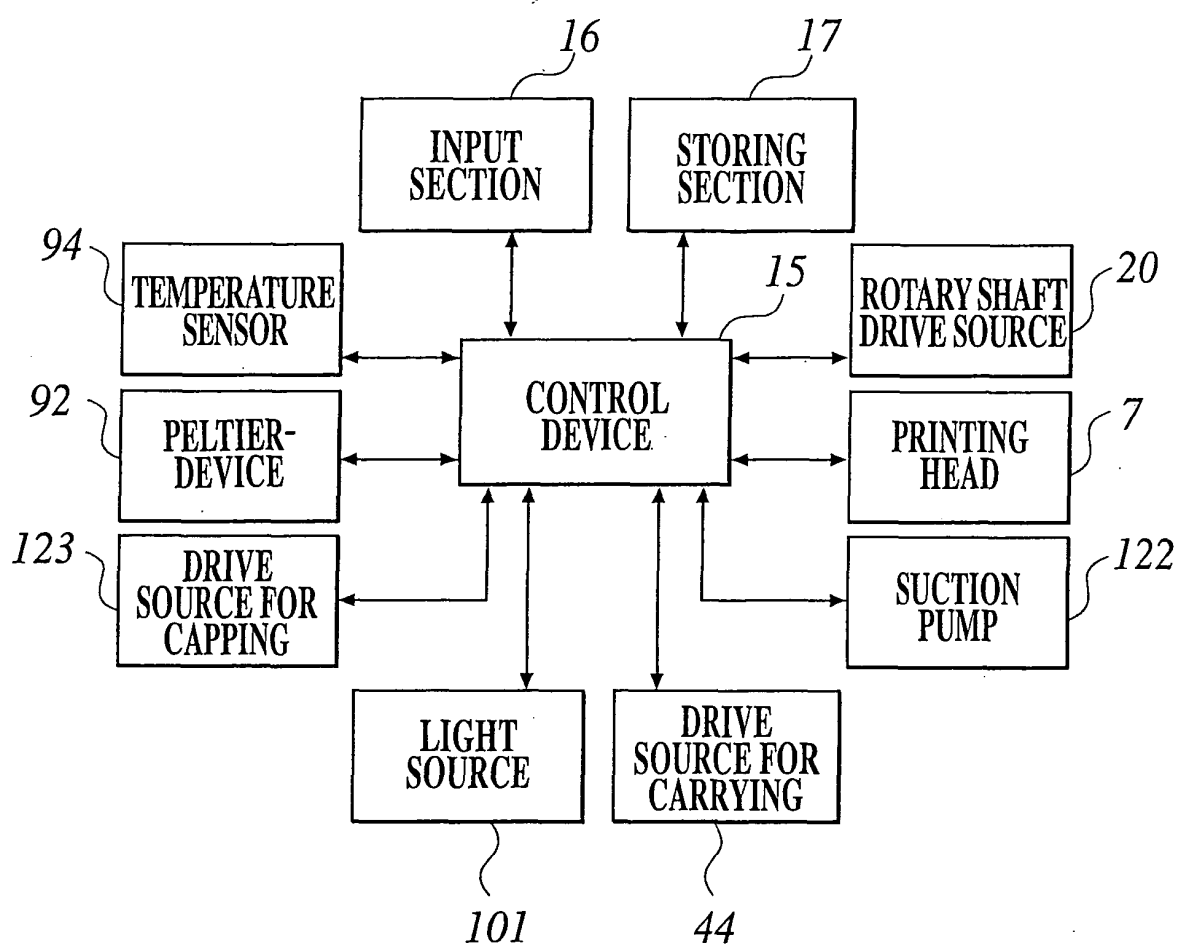 16
17
INPUT
SECTION
STORING
SECTION
94
TEMPERATURE
SENSOR
15
20
ROTARY SHAFT
DRIVE SOURCE
CONTROL
DEVICE
92
PELTIER-
DEVICE
7
PRINTING
HEAD
123
DRIVE
SOURCE FOR
CAPPING
122
SUCTION
PUMP
LIGHT
SOURCE
DRIVE
SOURCE FOR
CARRYING
101
44